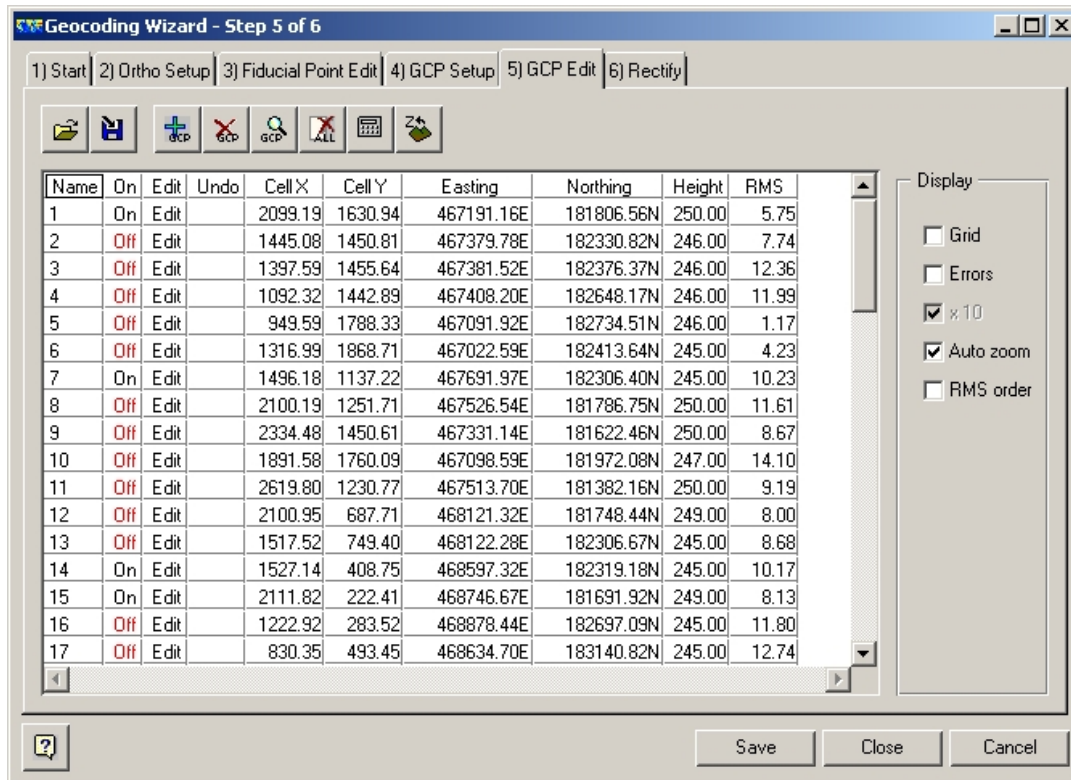 Geocoding Wizard - Step 5 of 6
1) Start 2) Ortho Setup 3) Fiducial Point Edit 4) GCP Setup 5) GCP Edit 6) Rectify
GCP GCP ALL Z
Name On Edit Undo Cell X Cell Y Easting Northing Height RMS
1 On Edit 2099.19 1630.94 467191.16E 181806.56N 250.00 5.75
2 Off Edit 1445.08 1450.81 467379.78E 182330.82N 246.00 7.74
3 Off Edit 1397.59 1455.64 467381.52E 182376.37N 246.00 12.36
4 Off Edit 1092.32 1442.89 467408.20E 182648.17N 246.00 11.99
5 Off Edit 949.59 1788.33 467091.92E 182734.51N 246.00 1.17
6 Off Edit 1316.99 1868.71 467022.59E 182413.64N 245.00 4.23
7 On Edit 1496.18 1137.22 467691.97E 182306.40N 245.00 10.23
8 Off Edit 2100.19 1251.71 467526.54E 181786.75N 250.00 11.61
9 Off Edit 2334.48 1450.61 467331.14E 181622.46N 250.00 8.67
10 Off Edit 1891.58 1760.09 467098.59E 181972.08N 247.00 14.10
11 Off Edit 2619.80 1230.77 467513.70E 181382.16N 250.00 9.19
12 Off Edit 2100.95 687.71 468121.32E 181748.44N 249.00 8.00
13 Off Edit 1517.52 749.40 468122.28E 182306.67N 245.00 8.68
14 On Edit 1527.14 408.75 468597.32E 182319.18N 245.00 10.17
15 On Edit 2111.82 222.41 468746.67E 181691.92N 249.00 8.13
16 Off Edit 1222.92 283.52 468878.44E 182697.09N 245.00 11.80
17 Off Edit 830.35 493.45 468634.70E 183140.82N 245.00 12.74
Display
Grid
Errors
x 10
Auto zoom
RMS order
Save Close Cancel